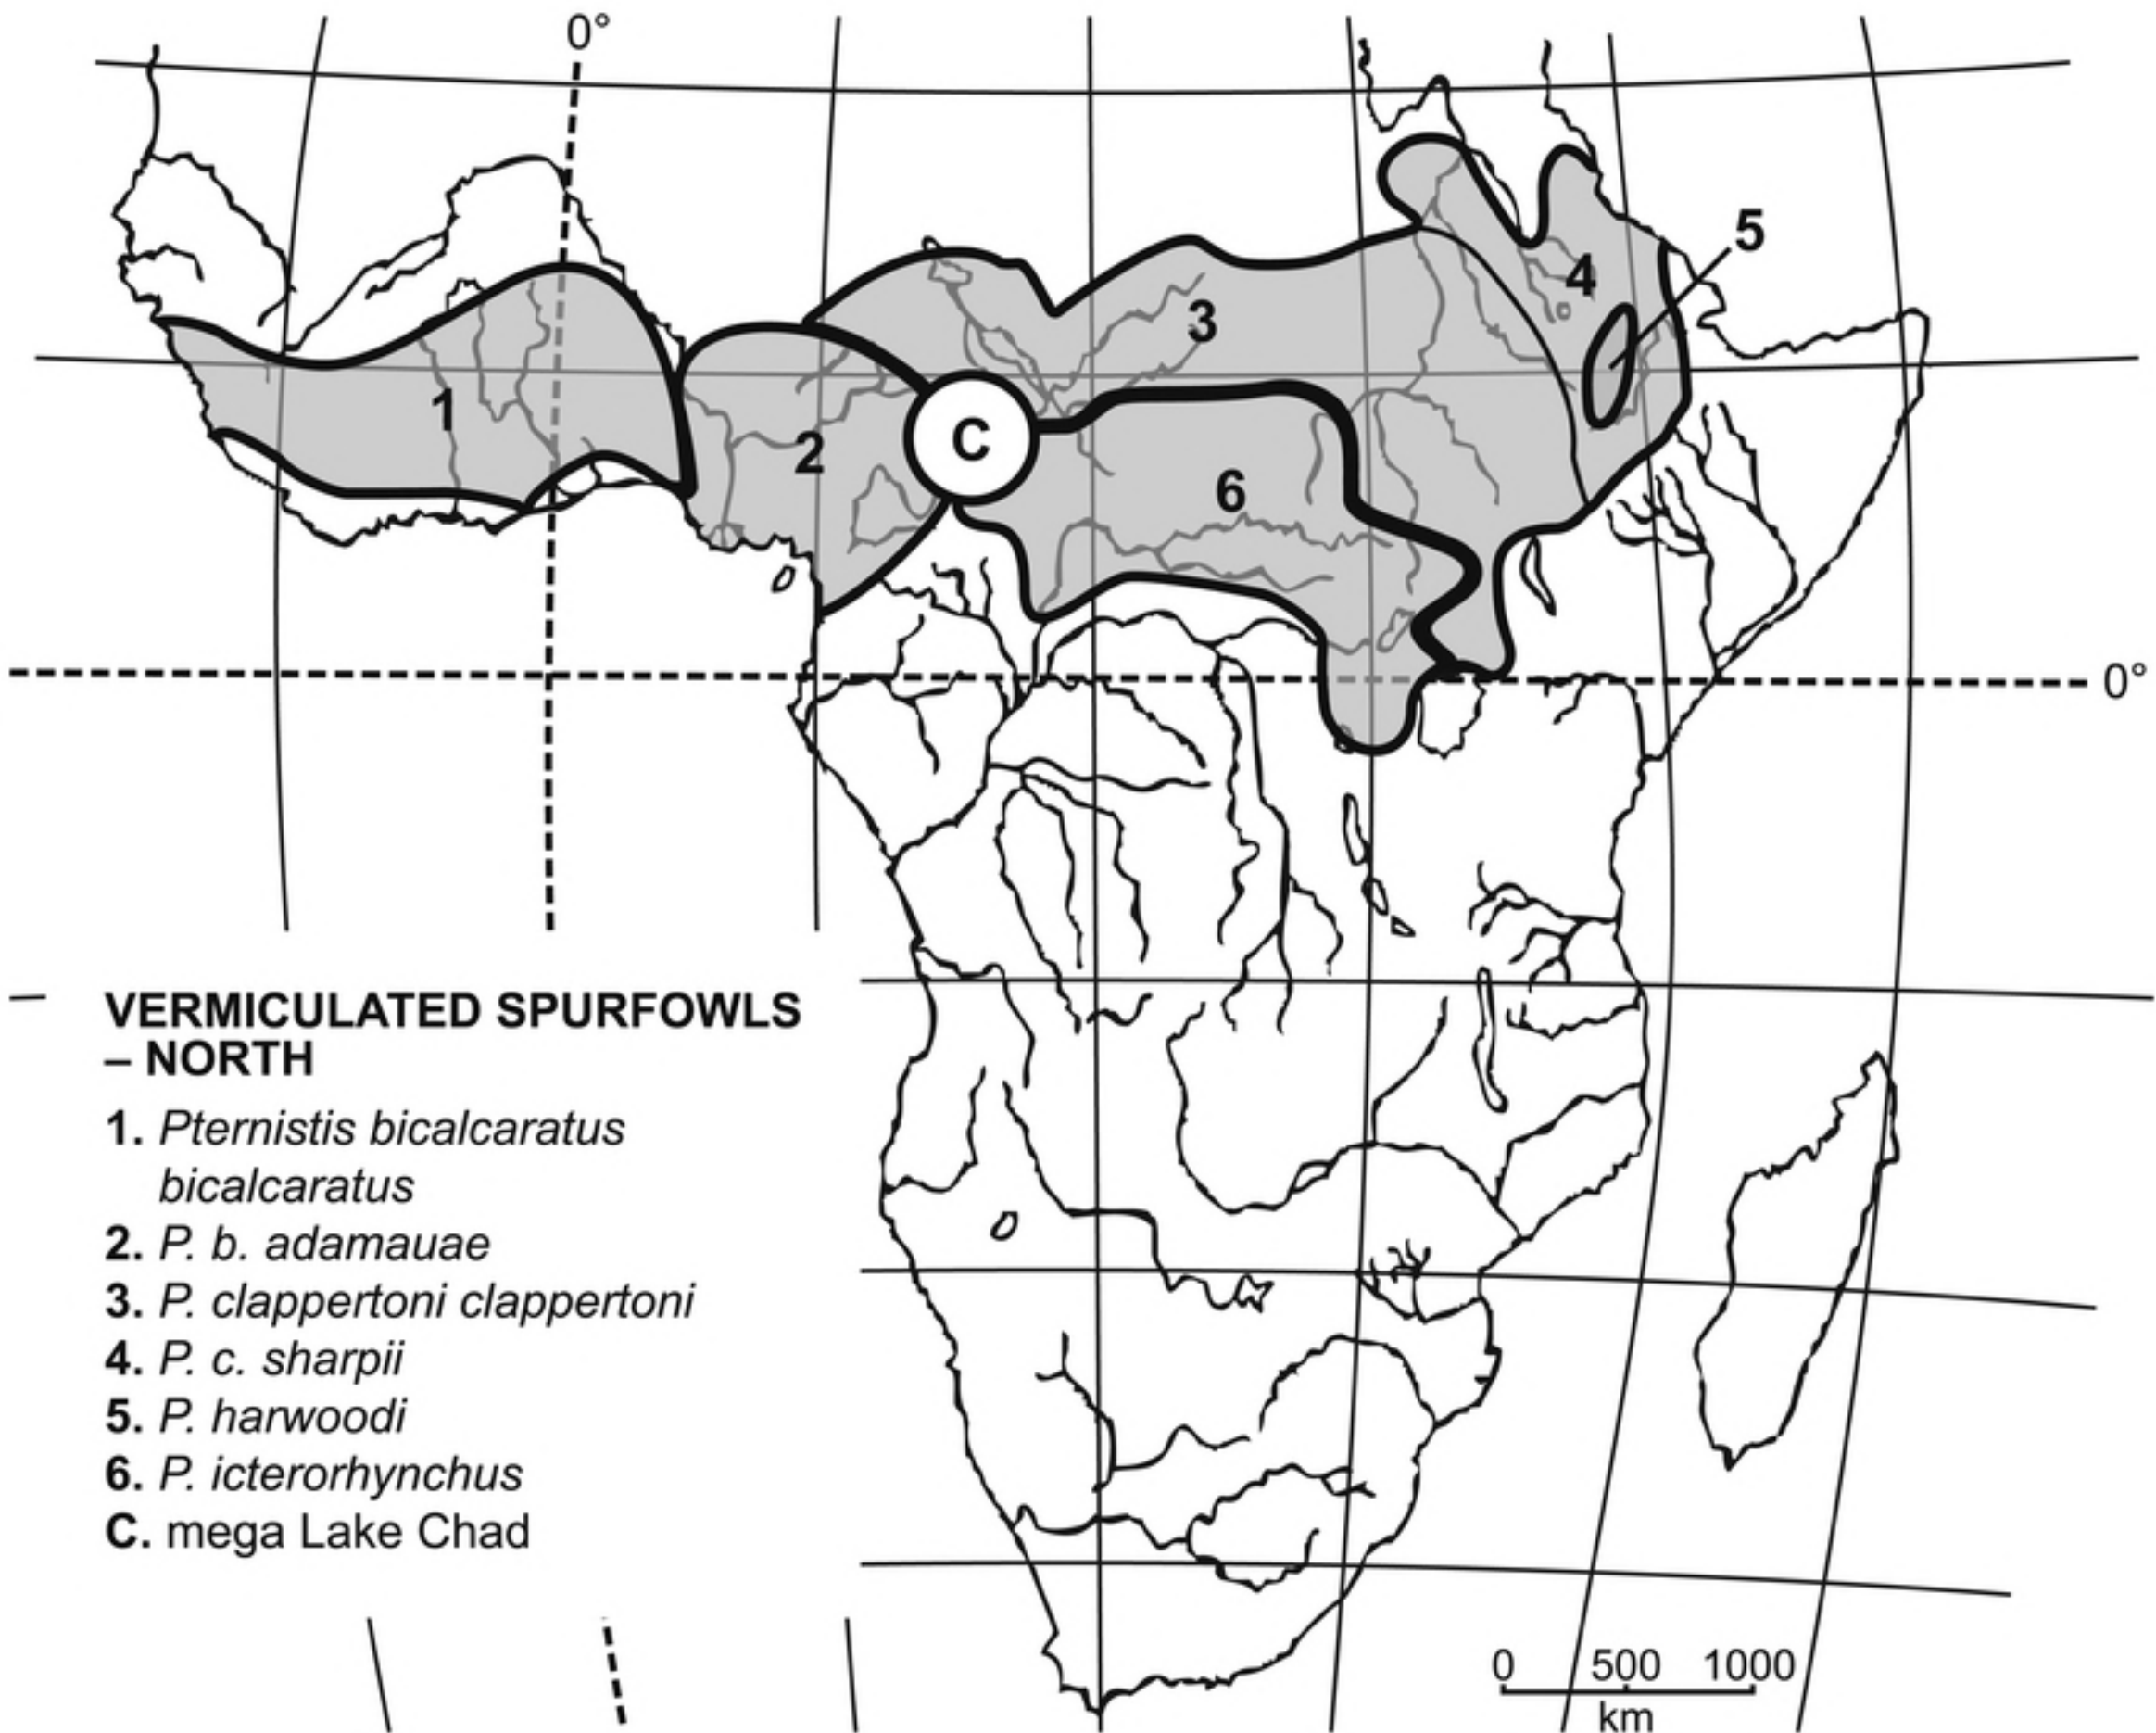 0°
5
4
3
1
2
C
6
0°
VERMICULATED SPURFOWLS
– NORTH
1. Pternistis bicalcaratus
bicalcaratus
2. P. b. adamauae
3. P. clappertoni clappertoni
4. P. c. sharpii
5. P. harwoodi
6. P. icterorhynchus
C. mega Lake Chad
0 500 1000
km